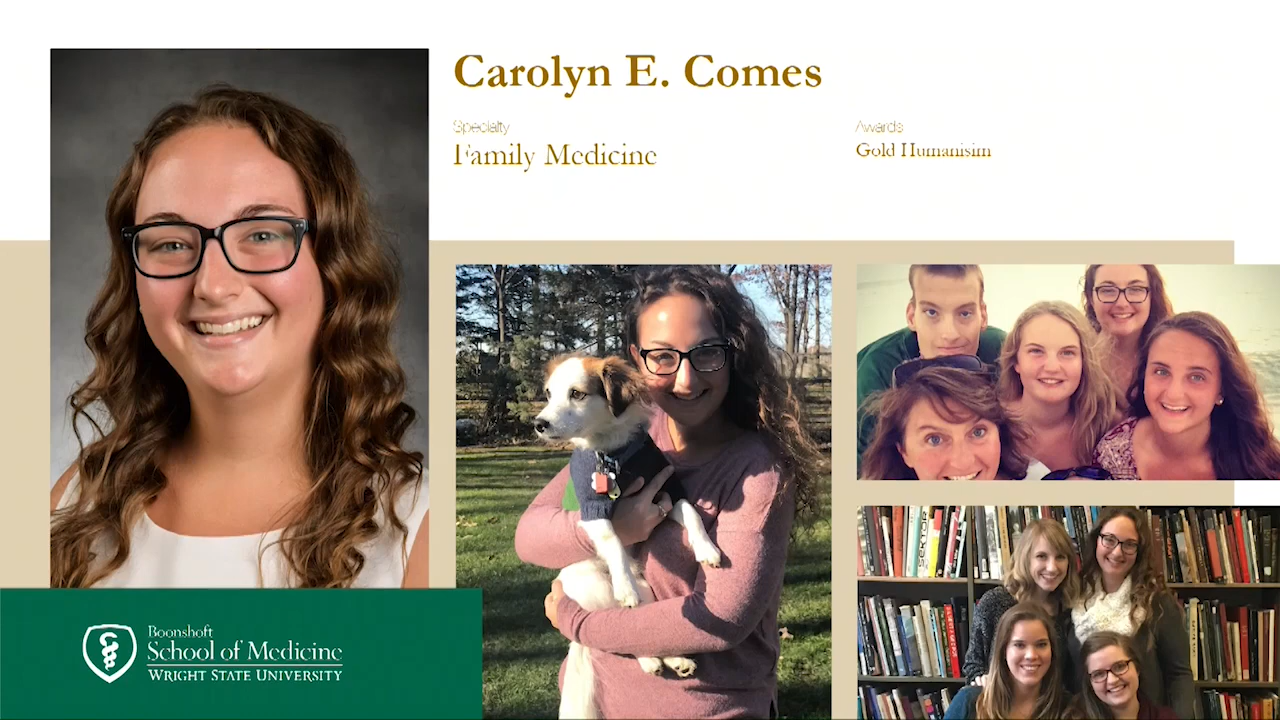 Carolyn E. Comes
Specialty
Family Medicine
Awards
Gold Humanisim
Boonshoft
School of Medicine
WRIGHT STATE UNIVERSITY